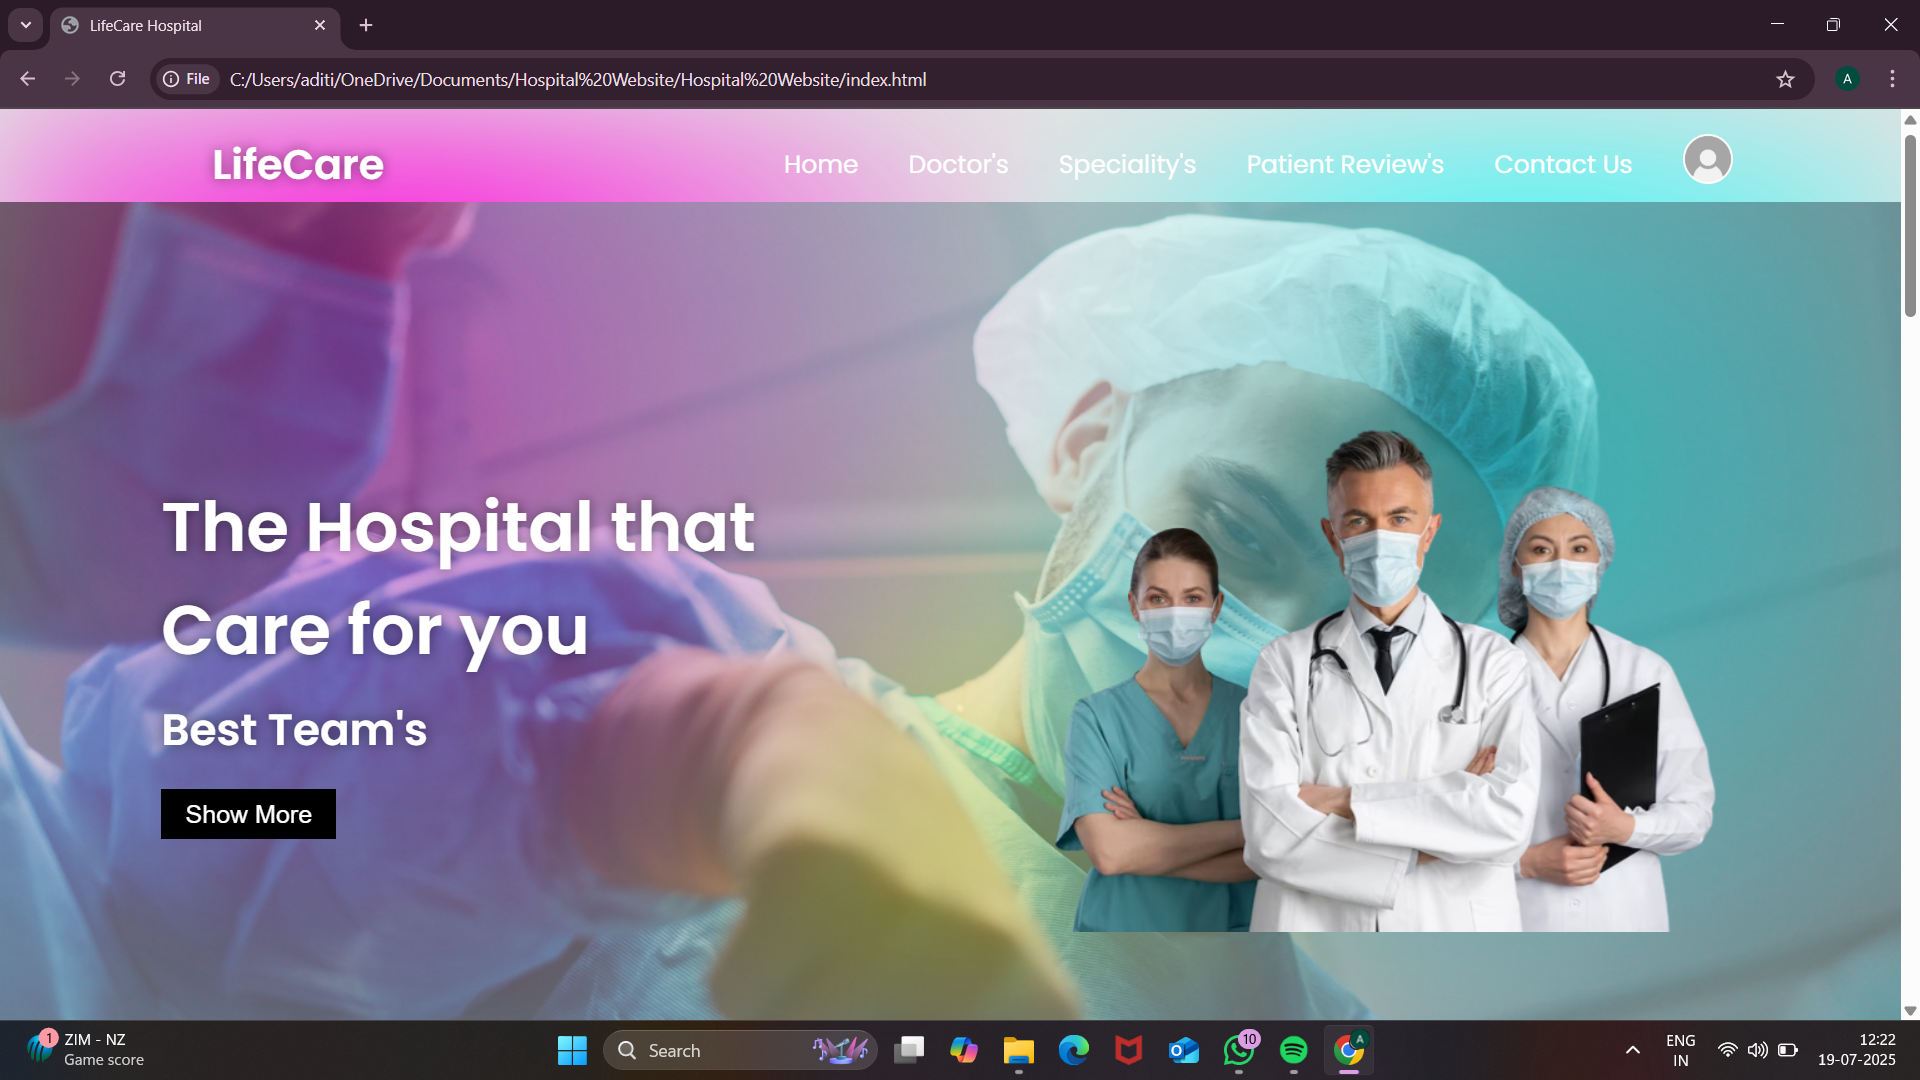 LifeCare Hospital
File
C:/Users/aditi/OneDrive/Documents/Hospital%20Website/Hospital%20Website/index.html
A
LifeCare
Home
Doctor's
Speciality's
Patient Review's
Contact Us
The Hospital that
Care for you
Best Team's
Show More
1
ZIM - NZ
Game score
Search
10
A
ENG
IN
12:22
19-07-2025